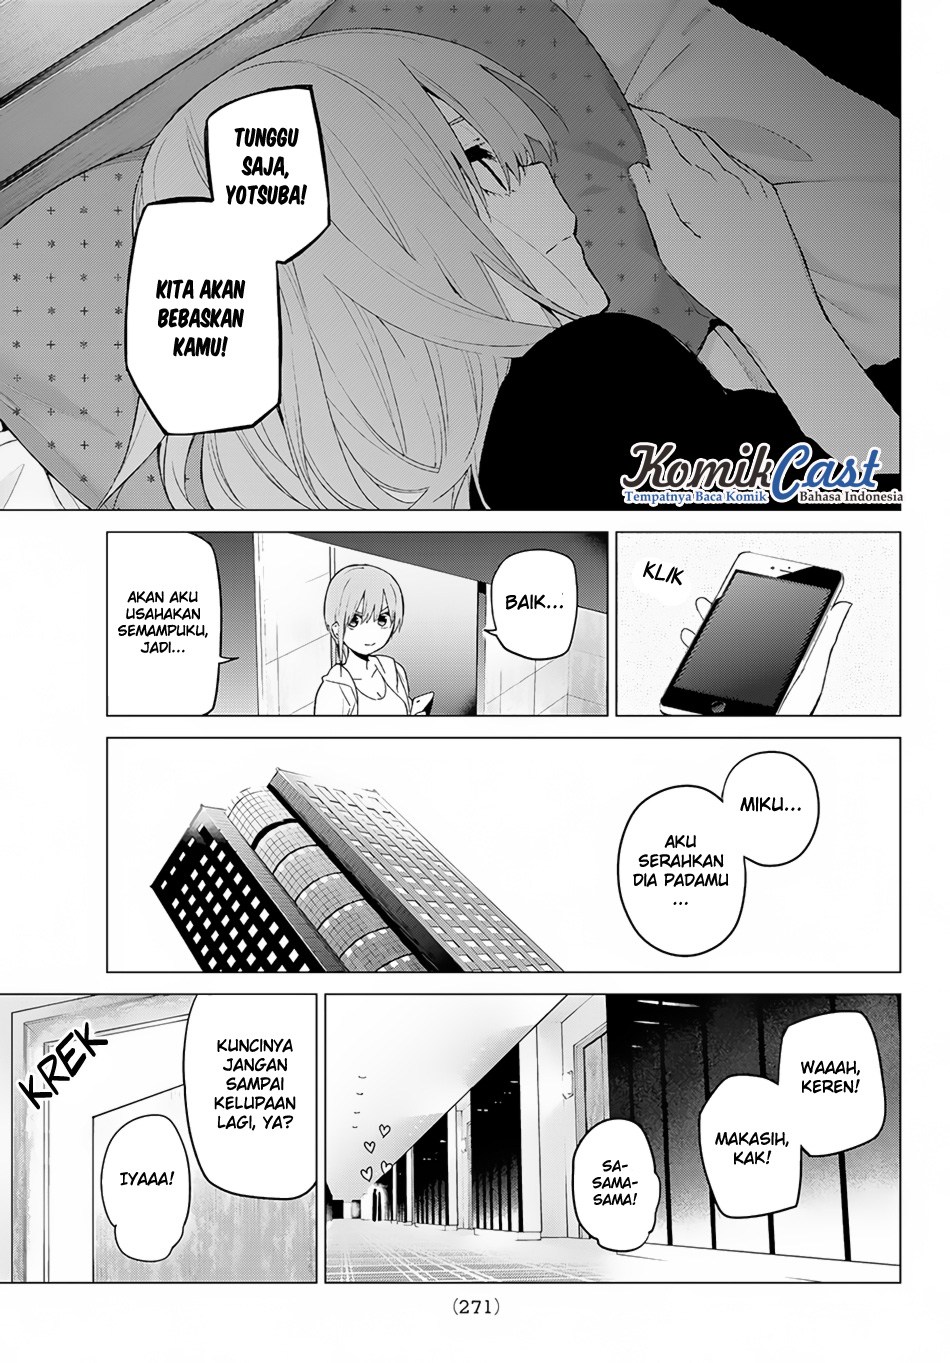 TUNGGU
SAJA,
YOTSUBA!
KITA AKAN
BEBASKAN
KAMU!
KomikCast
Tempatnya Baca Komik Bahasa Indonesia
KLIK
BAIK...
AKAN AKU
USAHAKAN
SEMAMPUKU,
JADI...
MIKU...
AKU
SERAHKAN
DIA PADAMU
...
WAAAH,
KEREN!
MAKASIH,
KAK!
SA-
SAMA-
SAMA!
KUNCINYA
JANGAN
SAMPAI
KELUPAAN
LAGI, YA?
KREK
IYAAA!
(271)